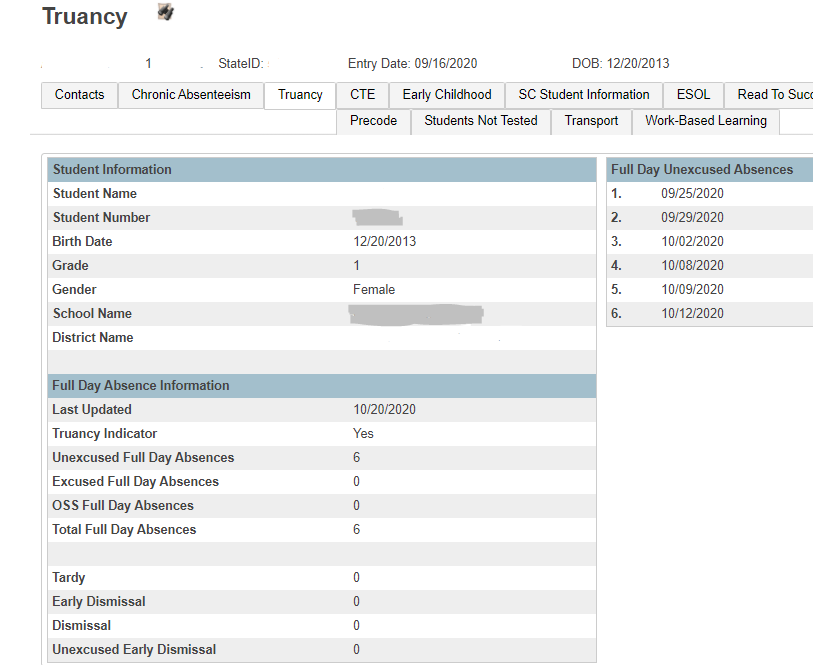 Truancy
1 StateID: Entry Date: 09/16/2020 DOB: 12/20/2013
Contacts Chronic Absenteeism Truancy CTE Early Childhood SC Student Information ESOL Read To Succ
Precode Students Not Tested Transport Work-Based Learning
Student Information
Student Name
Student Number
Birth Date 12/20/2013
Grade 1
Gender Female
School Name
District Name
Full Day Absence Information
Last Updated 10/20/2020
Truancy Indicator Yes
Unexcused Full Day Absences 6
Excused Full Day Absences 0
OSS Full Day Absences 0
Total Full Day Absences 6
Tardy 0
Early Dismissal 0
Dismissal 0
Unexcused Early Dismissal 0
Full Day Unexcused Absences
1. 09/25/2020
2. 09/29/2020
3. 10/02/2020
4. 10/08/2020
5. 10/09/2020
6. 10/12/2020